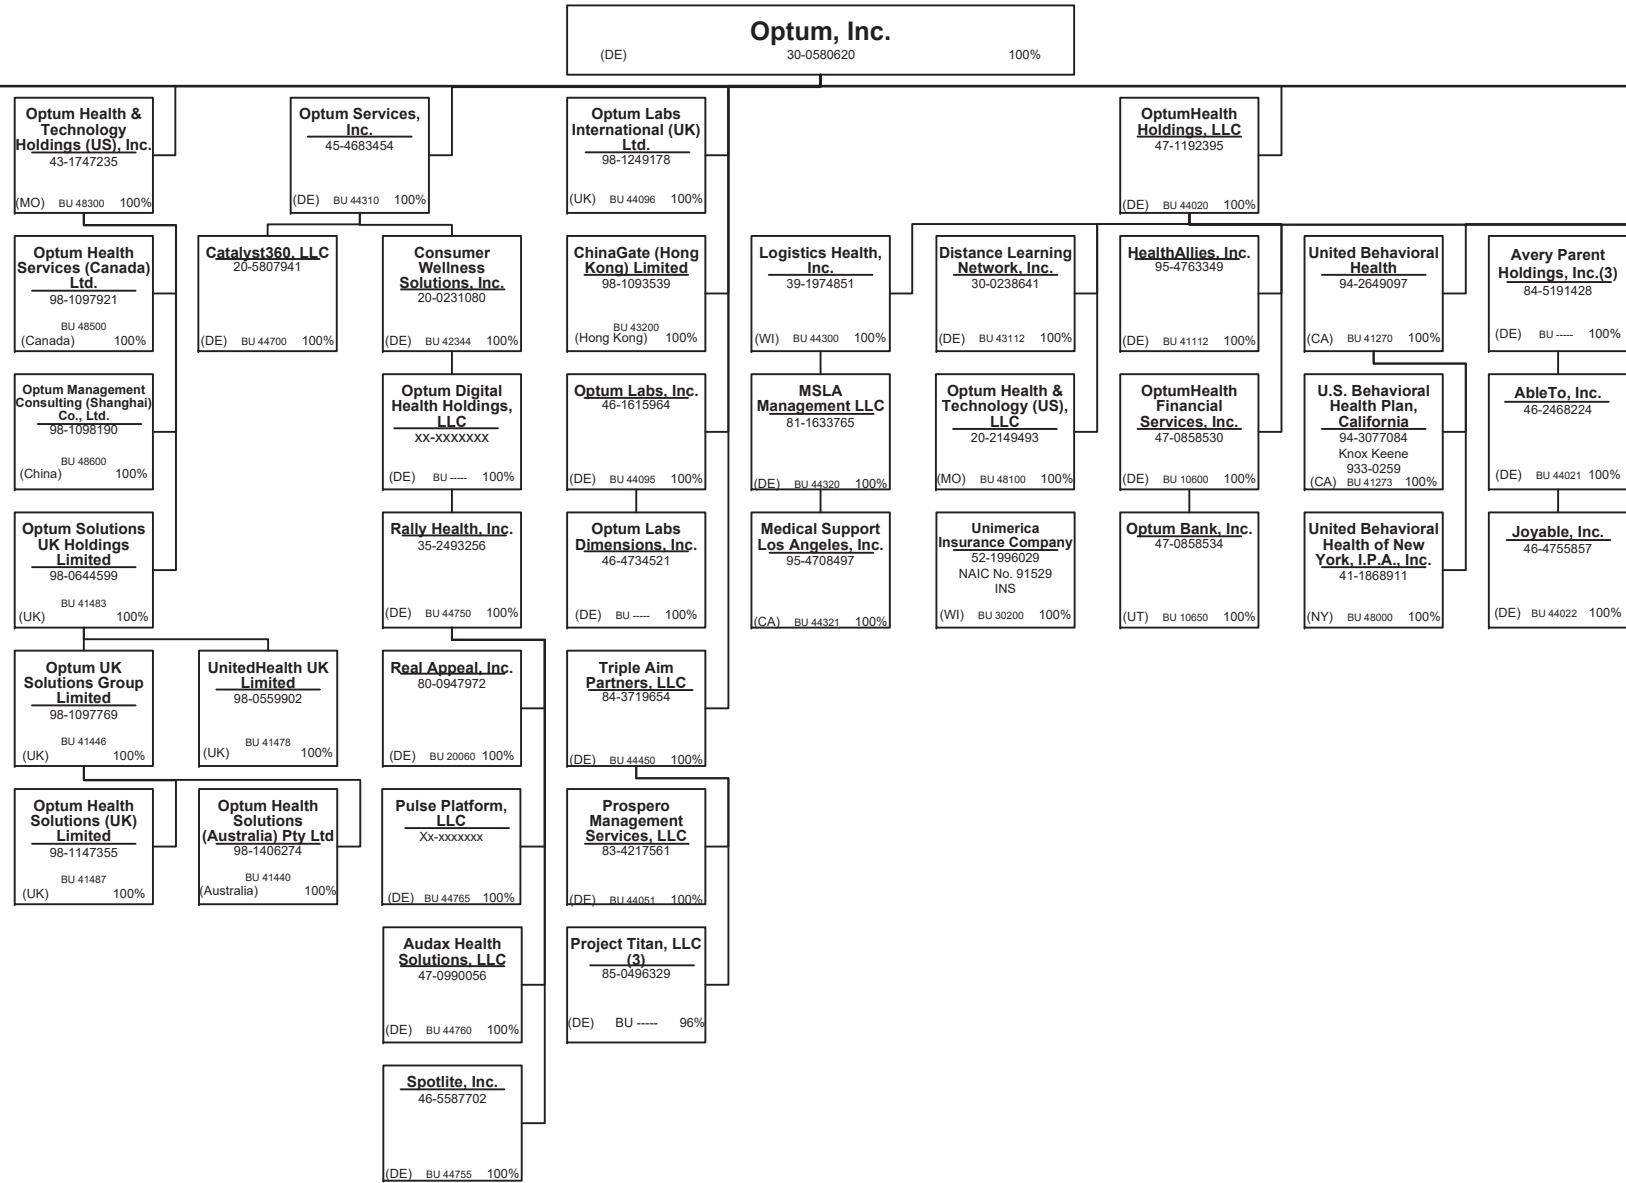 Optum, Inc.
(DE) 30-0580620 100%
Optum Health &
Technology
Holdings (US), Inc.
43-1747235
(MO) BU 48300 100%
Optum Services,
Inc.
45-4683454
(DE) BU 44310 100%
Optum Labs
International (UK)
Ltd.
98-1249178
(UK) BU 44096 100%
OptumHealth
Holdings, LLC
47-1192395
(DE) BU 44020 100%
Optum Health
Services (Canada)
Ltd.
98-1097921
BU 48500
(Canada) 100%
Catalyst360, LLC
20-5807941
(DE) BU 44700 100%
Consumer
Wellness
Solutions, Inc.
20-0231080
(DE) BU 42344 100%
ChinaGate (Hong
Kong) Limited
98-1093539
BU 43200
(Hong Kong) 100%
Logistics Health,
Inc.
39-1974851
(WI) BU 44300 100%
Distance Learning
Network, Inc.
30-0238641
(DE) BU 43112 100%
HealthAllies, Inc.
95-4763349
(DE) BU 41112 100%
United Behavioral
Health
94-2649097
(CA) BU 41270 100%
Avery Parent
Holdings, Inc.(3)
84-5191428
(DE) BU ----- 100%
Optum Management
Consulting (Shanghai)
Co., Ltd.
98-1098190
BU 48600
(China) 100%
Optum Digital
Health Holdings,
LLC
xx-xxxxxxx
(DE) BU ----- 100%
Optum Labs, Inc.
46-1615964
(DE) BU 44095 100%
MSLA
Management LLC
81-1633765
(DE) BU 44320 100%
Optum Health &
Technology (US),
LLC
20-2149493
(MO) BU 48100 100%
OptumHealth
Financial
Services, Inc.
47-0858530
(DE) BU 10600 100%
U.S. Behavioral
Health Plan,
California
94-3077084
Knox Keene
933-0259
(CA) BU 41273 100%
AbleTo, Inc.
46-2468224
(DE) BU 44021 100%
Optum Solutions
UK Holdings
Limited
98-0644599
BU 41483
(UK) 100%
Rally Health, Inc.
35-2493256
(DE) BU 44750 100%
Optum Labs
Dimensions, Inc.
46-4734521
(DE) BU ----- 100%
Medical Support
Los Angeles, Inc.
95-4708497
(CA) BU 44321 100%
Unimerica
Insurance Company
52-1996029
NAIC No. 91529
INS
(WI) BU 30200 100%
Optum Bank, Inc.
47-0858534
(UT) BU 10650 100%
United Behavioral
Health of New
York, I.P.A., Inc.
41-1868911
(NY) BU 48000 100%
Joyable, Inc.
46-4755857
(DE) BU 44022 100%
Optum UK
Solutions Group
Limited
98-1097769
BU 41446
(UK) 100%
UnitedHealth UK
Limited
98-0559902
BU 41478
(UK) 100%
Real Appeal, Inc.
80-0947972
(DE) BU 20060 100%
Triple Aim
Partners, LLC
84-3719654
(DE) BU 44450 100%
Optum Health
Solutions (UK)
Limited
98-1147355
BU 41487
(UK) 100%
Optum Health
Solutions
(Australia) Pty Ltd
98-1406274
BU 41440
(Australia) 100%
Pulse Platform,
LLC
Xx-xxxxxxx
(DE) BU 44765 100%
Prospero
Management
Services, LLC
83-4217561
(DE) BU 44051 100%
Audax Health
Solutions, LLC
47-0990056
(DE) BU 44760 100%
Project Titan, LLC
(3)
85-0496329
(DE) BU ----- 96%
Spotlite, Inc.
46-5587702
(DE) BU 44755 100%